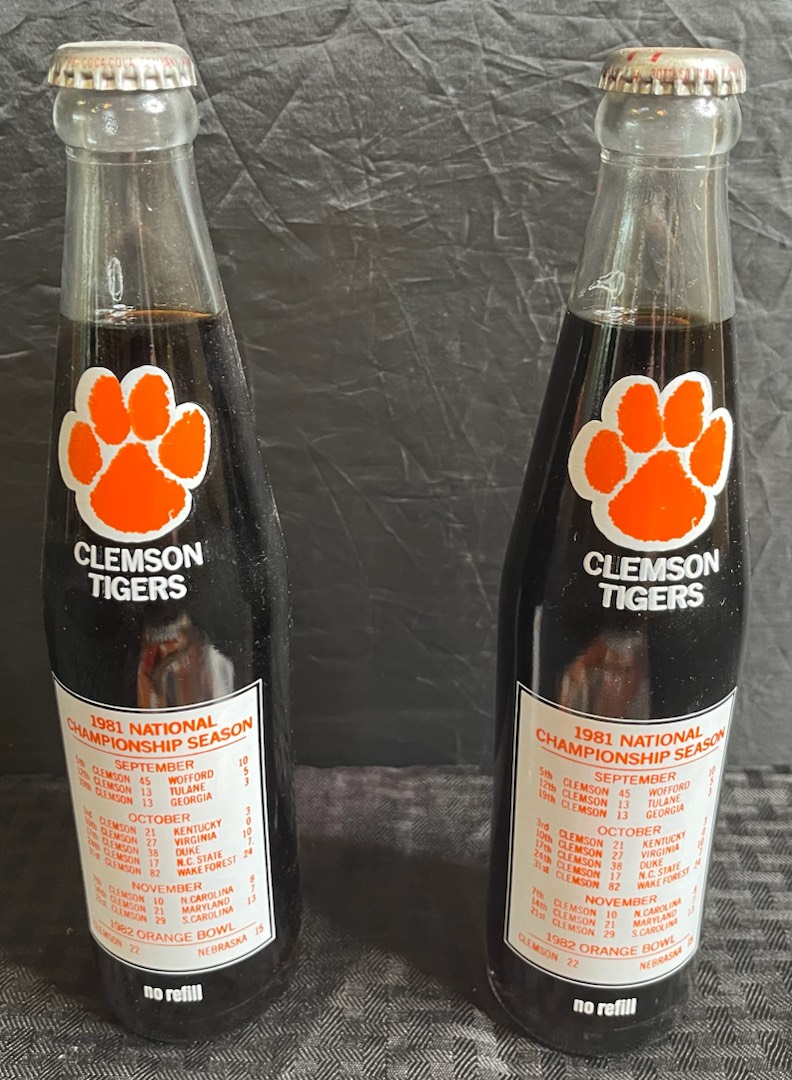 COCA-COLA
CLEMSON
TIGERS
1981 NATIONAL
CHAMPIONSHIP SEASON
SEPTEMBER
5th CLEMSON 45 WOFFORD 10
12th CLEMSON 13 TULANE 5
19th CLEMSON 13 GEORGIA 3
OCTOBER
3rd CLEMSON 21 KENTUCKY 3
10th CLEMSON 27 VIRGINIA 0
17th CLEMSON 38 DUKE 10
24th CLEMSON 17 N.C. STATE 7
31st CLEMSON 82 WAKE FOREST 24
NOVEMBER
7th CLEMSON 10 N.CAROLINA 8
14th CLEMSON 21 MARYLAND 7
21st CLEMSON 29 S.CAROLINA 13
1982 ORANGE BOWL
CLEMSON 22 NEBRASKA 15
no refill
CLEMSON
TIGERS
1981 NATIONAL
CHAMPIONSHIP SEASON
SEPTEMBER
5th CLEMSON 45 WOFFORD 10
12th CLEMSON 13 TULANE 5
19th CLEMSON 13 GEORGIA 3
OCTOBER
3rd CLEMSON 21 KENTUCKY 3
10th CLEMSON 27 VIRGINIA 0
17th CLEMSON 38 DUKE
24th CLEMSON 17 N.C. STATE
31st CLEMSON 82 WAKE FOREST 24
NOVEMBER
7th CLEMSON 10 N.CAROLINA
14th CLEMSON 21 MARYLAND
21st CLEMSON 29 S.CAROLINA 13
1982 ORANGE BOWL
CLEMSON 22 NEBRASKA 15
no refill